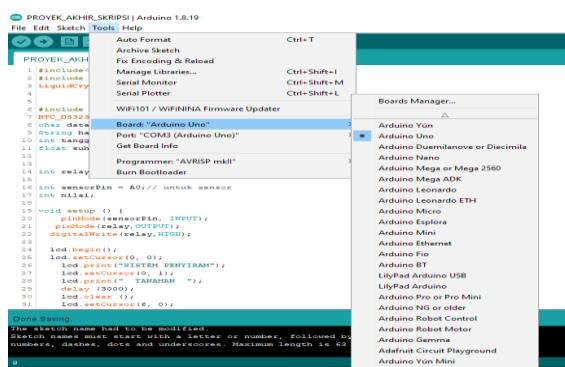 PROYEK_AKHIR_SKRIPSI | Arduino 1.8.19
File Edit Sketch Tools Help
PROYEK_AKH
Auto Format Ctrl+T
Archive Sketch
Fix Encoding & Reload
Manage Libraries... Ctrl+Shift+I
Serial Monitor Ctrl+Shift+M
Serial Plotter Ctrl+Shift+L
WiFi101 / WiFiNINA Firmware Updater
Board: "Arduino Uno"
Port: "COM3 (Arduino Uno)"
Get Board Info
Programmer: "AVRISP mkII"
Burn Bootloader
Boards Manager...
Arduino Yún
Arduino Uno
Arduino Duemilanove or Diecimila
Arduino Nano
Arduino Mega or Mega 2560
Arduino Mega ADK
Arduino Leonardo
Arduino Leonardo ETH
Arduino Micro
Arduino Esplora
Arduino Mini
Arduino Ethernet
Arduino Fio
Arduino BT
LilyPad Arduino USB
LilyPad Arduino
Arduino Pro or Pro Mini
Arduino NG or older
Arduino Robot Control
Arduino Robot Motor
Arduino Gemma
Adafruit Circuit Playground
Arduino Yún Mini
1 #include<
2 #include
3 LiquidCry
4
5
6 #include
7 RTC_DS323
8 char data
9 String ha
10 int tangg
11 float suh
12
13
14 int relay
15
16 int sensorPin = A0;// untuk sensor
17 int nilai;
18
19 void setup () {
20 pinMode(sensorPin, INPUT);
21 pinMode(relay,OUTPUT);
22 digitalWrite(relay,HIGH);
23
24 lcd.begin();
25 lcd.setCursor(0, 0);
26 lcd.print("SISTEM PENYIRAM");
27 lcd.setCursor(0, 1);
28 lcd.print(" TANAMAN ");
29 delay (3000);
30 lcd.clear ();
31 lcd.setCursor(6, 0);
Done Saving.
The sketch name had to be modified.
Sketch names must start with a letter or number, followed by
numbers, dashes, dots and underscores. Maximum length is 63